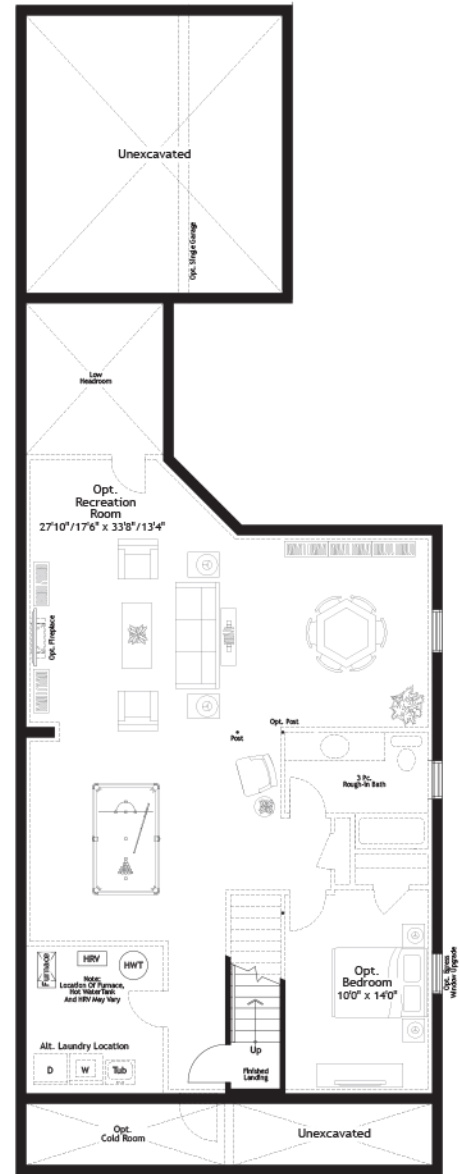 Unexcavated
Opt. Single Garage
Low
Headroom
Opt.
Recreation
Room
27'10"/17'6" x 33'8"/13'4"
Opt. Fireplace
Opt. Post
Post
3 Pc.
Rough-In Bath
Furnace
HRV
HWT
Note:
Location Of Furnace,
Hot WaterTank
And HRV May Vary
Opt.
Bedroom
10'0" x 14'0"
Opt. Egress
Window Upgrade
Alt. Laundry Location
D
W
Tub
Up
Finished
Landing
Opt.
Cold Room
Unexcavated